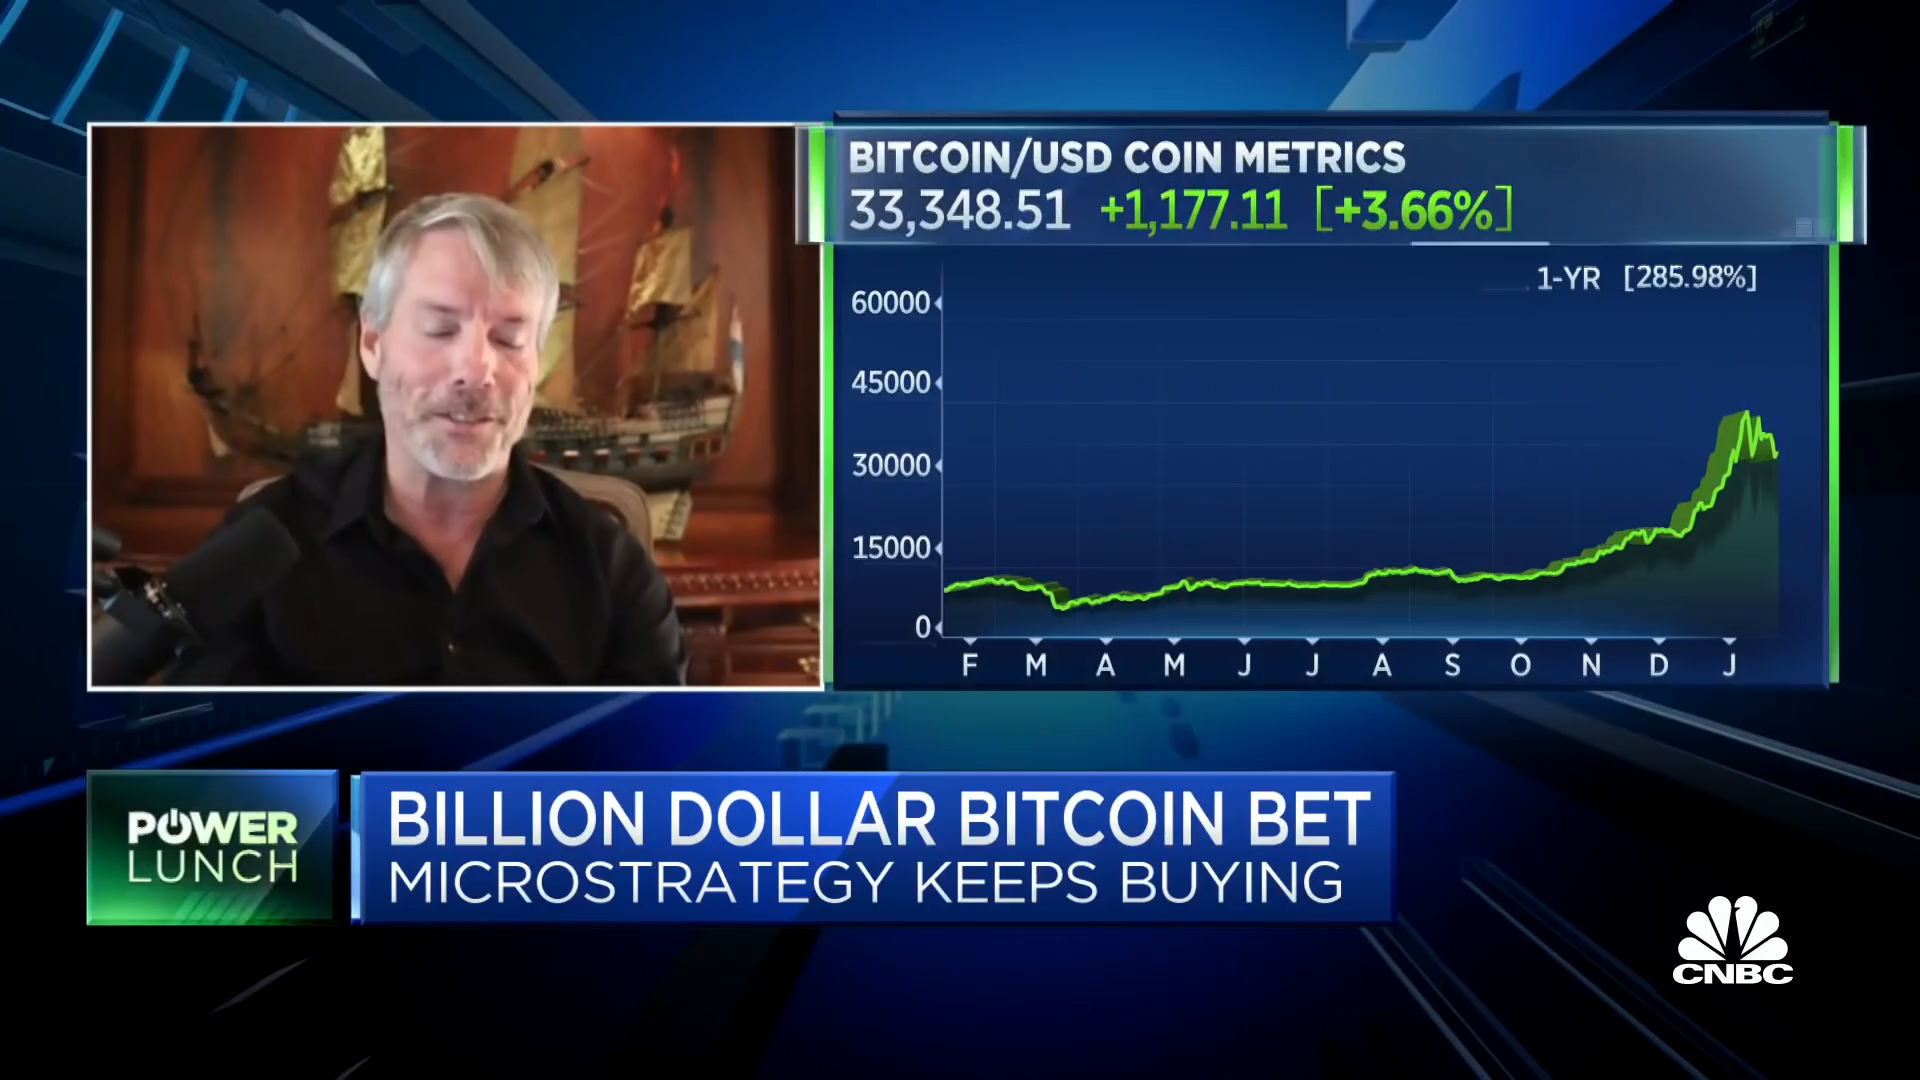 BITCOIN/USD COIN METRICS
33,348.51 +1,177.11 [+3.66%]
1-YR [285.98%]
60000
45000
30000
15000
0
F M A M J J A S O N D J
POWER
LUNCH
BILLION DOLLAR BITCOIN BET
MICROSTRATEGY KEEPS BUYING
CNBC